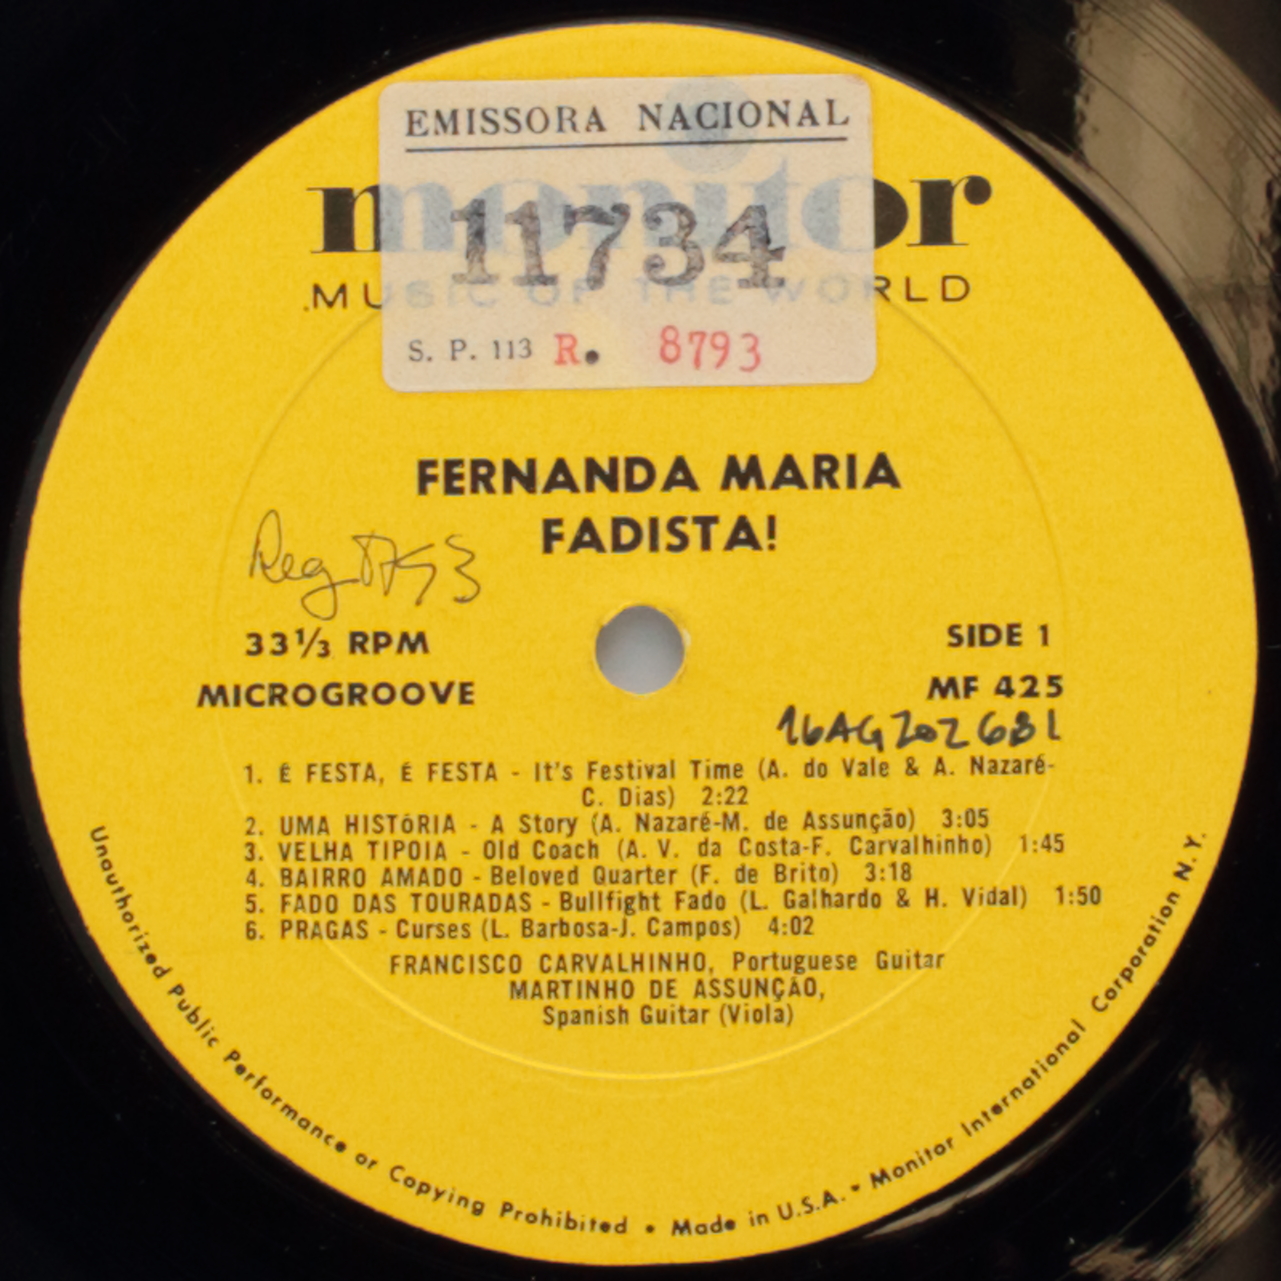 EMISSORA NACIONAL
monitor
11734
MUSIC OF THE WORLD
S. P. 113 R. 8793
FERNANDA MARIA
FADISTA!
Reg 8793
33 1/3 RPM
SIDE 1
MICROGROOVE
MF 425
16AG202681
1. É FESTA, É FESTA - It's Festival Time (A. do Vale & A. Nazaré-
C. Dias) 2:22
2. UMA HISTÓRIA - A Story (A. Nazaré-M. de Assunção) 3:05
3. VELHA TIPOIA - Old Coach (A. V. da Costa-F. Carvalhinho) 1:45
4. BAIRRO AMADO - Beloved Quarter (F. de Brito) 3:18
5. FADO DAS TOURADAS - Bullfight Fado (L. Galhardo & H. Vidal) 1:50
6. PRAGAS - Curses (L. Barbosa-J. Campos) 4:02
FRANCISCO CARVALHINHO, Portuguese Guitar
MARTINHO DE ASSUNÇÃO,
Spanish Guitar (Viola)
Unauthorized Public Performance or Copying Prohibited • Made in U.S.A. • Monitor International Corporation N.Y.